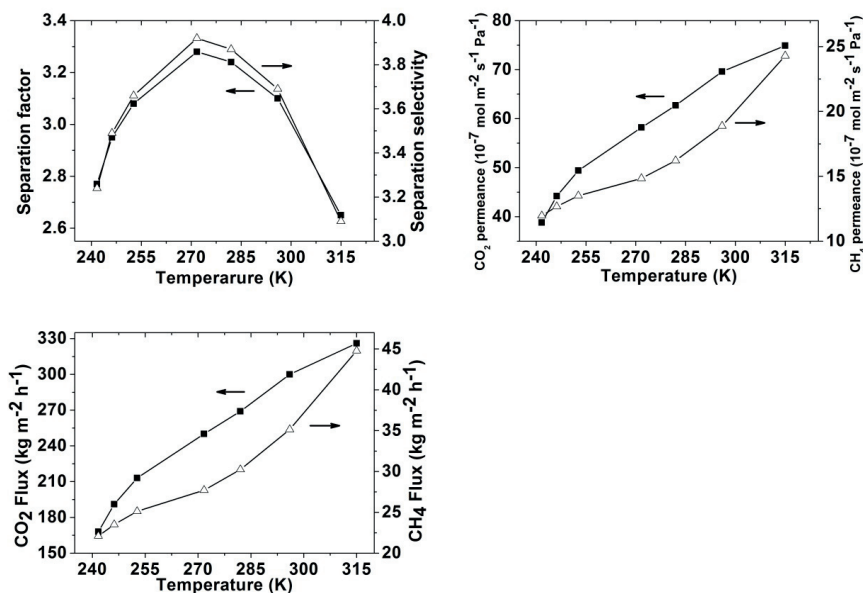 3.4
3.2
3.0
2.8
2.6
Separation factor
4.0
3.8
3.6
3.4
3.2
3.0
Separation selectivity
240 255 270 285 300 315
Temperarure (K)
80
70
60
50
40
CO2 permeance (10-7 mol m-2 s-1 Pa-1)
25
20
15
10
CH4 permeance (10-7 mol m-2 s-1 Pa-1)
240 255 270 285 300 315
Temperature (K)
330
300
270
240
210
180
150
CO2 Flux (kg m-2 h-1)
45
40
35
30
25
20
CH4 Flux (kg m-2 h-1)
240 255 270 285 300 315
Temperature (K)